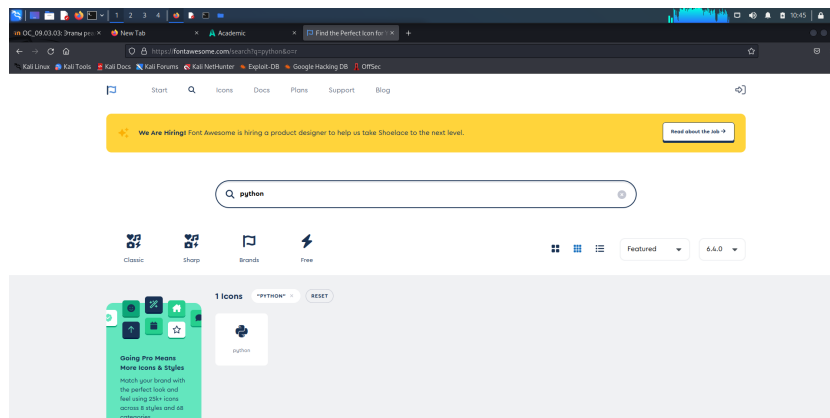 1 2 3 4
10:45
ОС_09.03.03: Этапы реа
New Tab
Academic
Find the Perfect Icon for
https://fontawesome.com/search?q=python&o=r
Kali Linux Kali Tools Kali Docs Kali Forums Kali NetHunter Exploit-DB Google Hacking DB OffSec
Start Icons Docs Plans Support Blog
We Are Hiring! Font Awesome is hiring a product designer to help us take Shoelace to the next level.
Read about the Job →
python
Classic Sharp Brands Free
Featured 6.4.0
1 Icons "PYTHON" × RESET
python
Going Pro Means
More Icons & Styles
Match your brand with
the perfect look and
feel using 25k+ icons
across 8 styles and 68
categories.